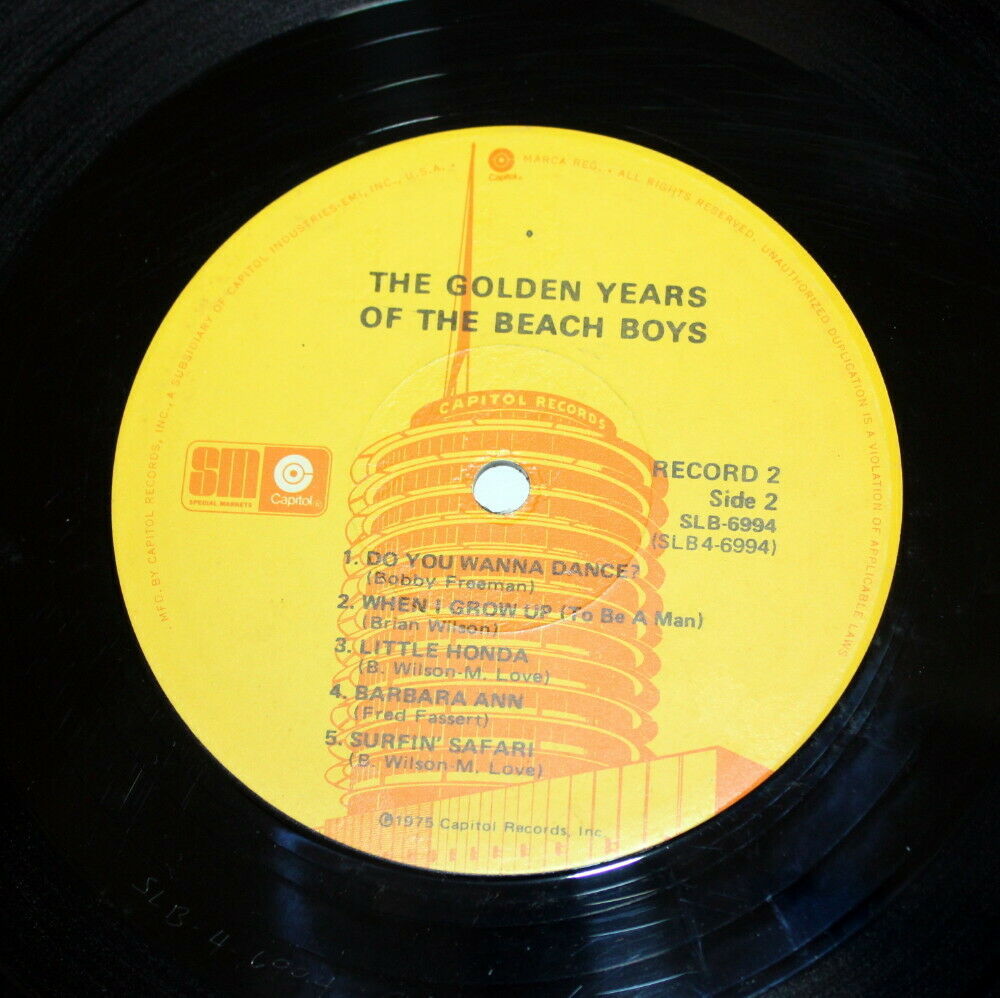 MFD. BY CAPITOL RECORDS, INC., A SUBSIDIARY OF CAPITOL INDUSTRIES-EMI, INC., U.S.A.
Capitol®
MARCA REG. • ALL RIGHTS RESERVED. UNAUTHORIZED DUPLICATION IS A VIOLATION OF APPLICABLE LAWS
THE GOLDEN YEARS
OF THE BEACH BOYS
CAPITOL RECORDS
SM
SPECIAL MARKETS
Capitol®
RECORD 2
Side 2
SLB-6994
(SLB4-6994)
1. DO YOU WANNA DANCE?
(Bobby Freeman)
2. WHEN I GROW UP (To Be A Man)
(Brian Wilson)
3. LITTLE HONDA
(B. Wilson-M. Love)
4. BARBARA ANN
(Fred Fassert)
5. SURFIN' SAFARI
(B. Wilson-M. Love)
℗1975 Capitol Records, Inc.
SLB-4